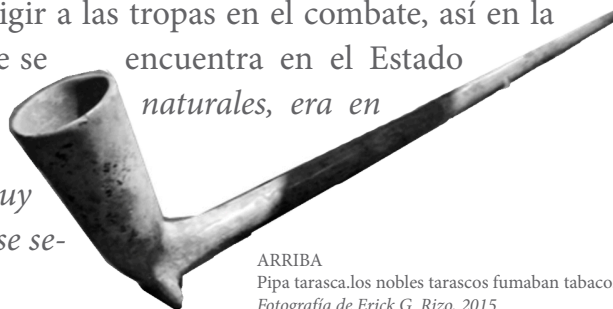 igir a las tropas en el combate, así en la
e se encuentra en el Estado
naturales, era en
uy
se se-
ARRIBA
Pipa tarasca.los nobles tarascos fumaban tabaco
Fotografía de Erick G. Rizo, 2015